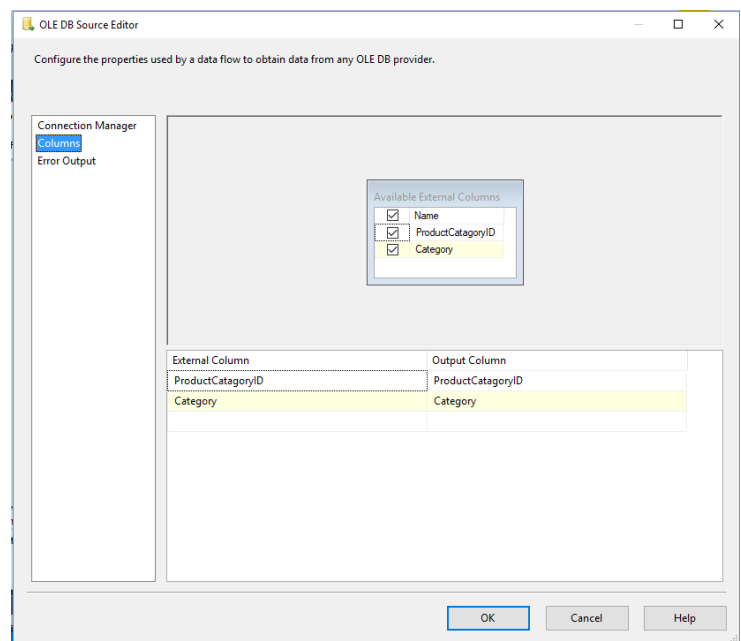 OLE DB Source Editor
Configure the properties used by a data flow to obtain data from any OLE DB provider.
Connection Manager
Columns
Error Output
Available External Columns
Name
ProductCatagoryID
Category
External Column Output Column
ProductCatagoryID ProductCatagoryID
Category Category
OK Cancel Help